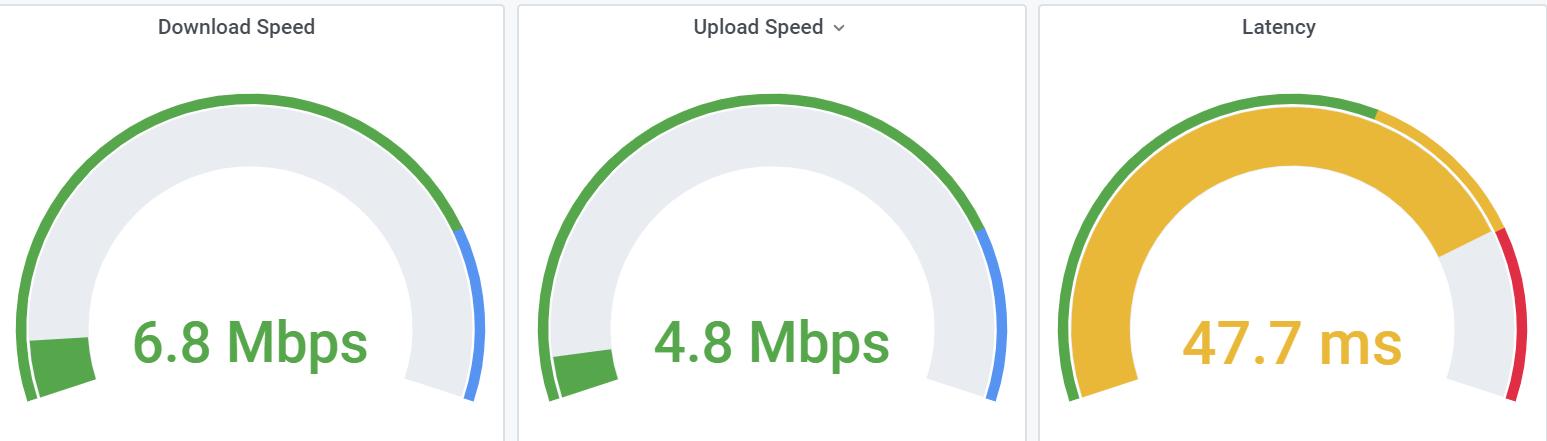 Download Speed
6.8 Mbps
Upload Speed
4.8 Mbps
Latency
47.7 ms